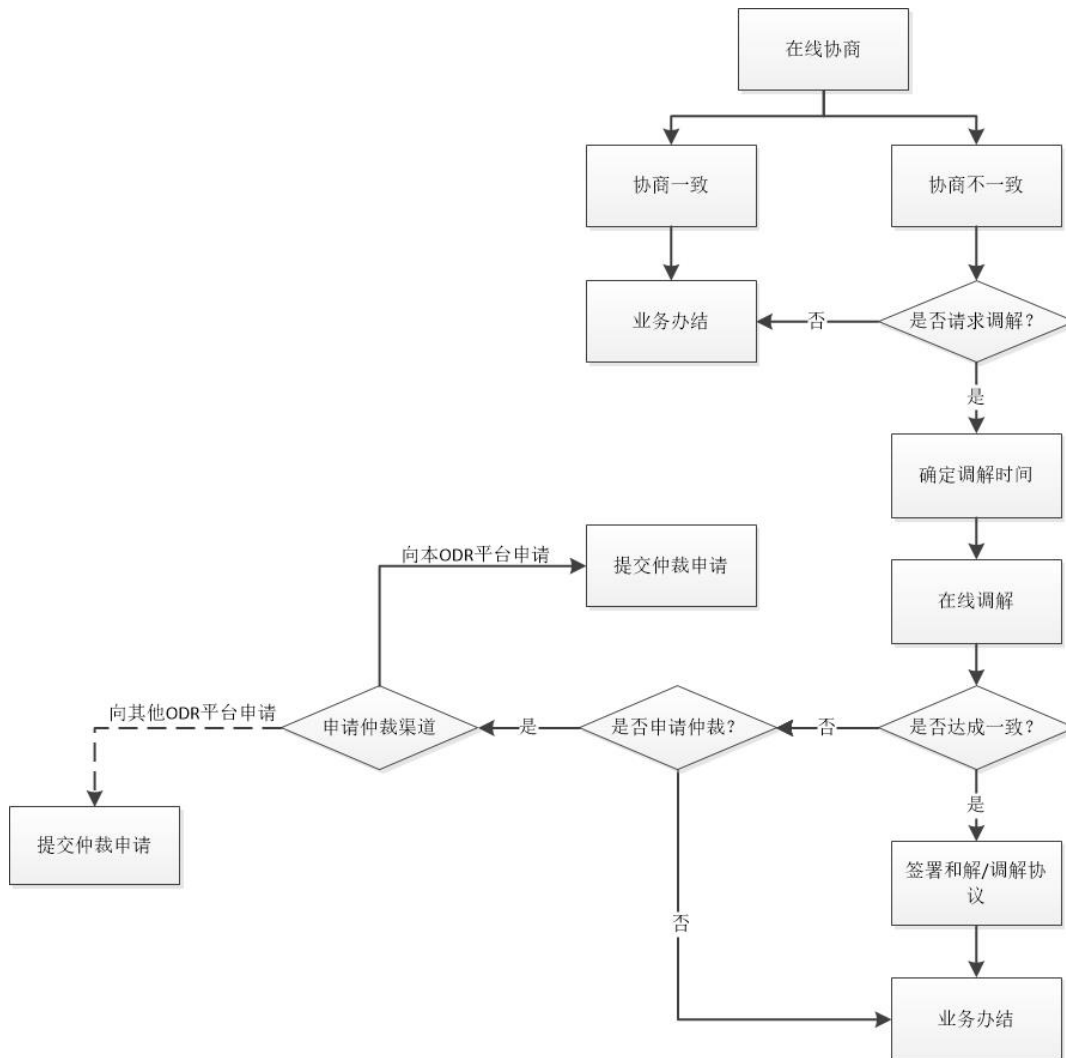 在线协商
协商一致
协商不一致
业务办结
否
是否请求调解？
是
确定调解时间
向本ODR平台申请
提交仲裁申请
在线调解
向其他ODR平台申请
申请仲裁渠道
是
是否申请仲裁？
否
是否达成一致？
是
提交仲裁申请
签署和解/调解协
议
否
业务办结